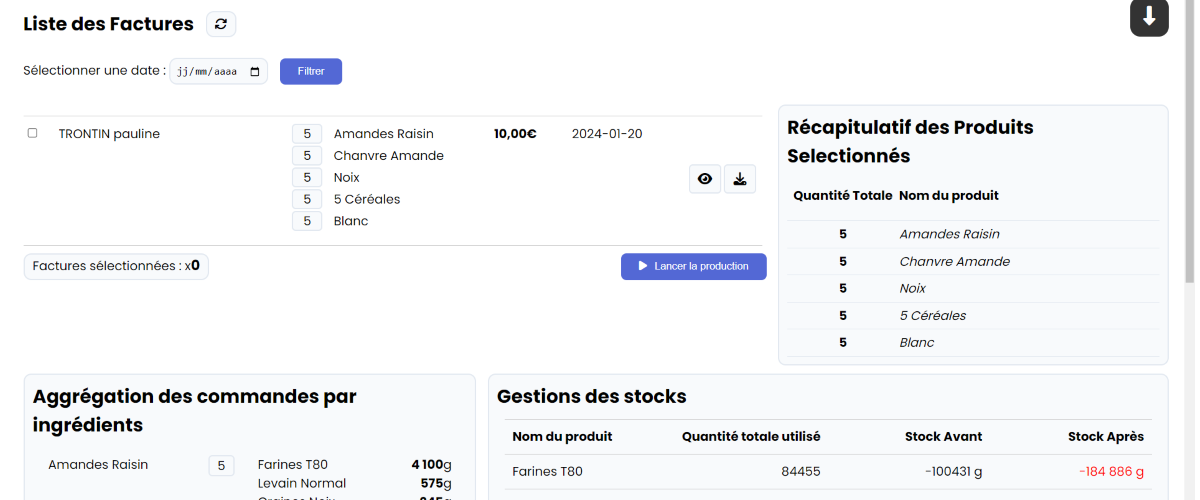 Liste des Factures
Sélectionner une date : jj/mm/aaaa Filtrer
TRONTIN pauline 5 Amandes Raisin 10,00€ 2024-01-20
5 Chanvre Amande
5 Noix
5 5 Céréales
5 Blanc
Factures sélectionnées : x0 Lancer la production
Récapitulatif des Produits
Selectionnés
Quantité Totale Nom du produit
5 Amandes Raisin
5 Chanvre Amande
5 Noix
5 5 Céréales
5 Blanc
Aggrégation des commandes par
ingrédients
Amandes Raisin 5 Farines T80 4 100g
Levain Normal 575g
Gestions des stocks
Nom du produit Quantité totale utilisé Stock Avant Stock Après
Farines T80 84455 -100431 g -184 886 g